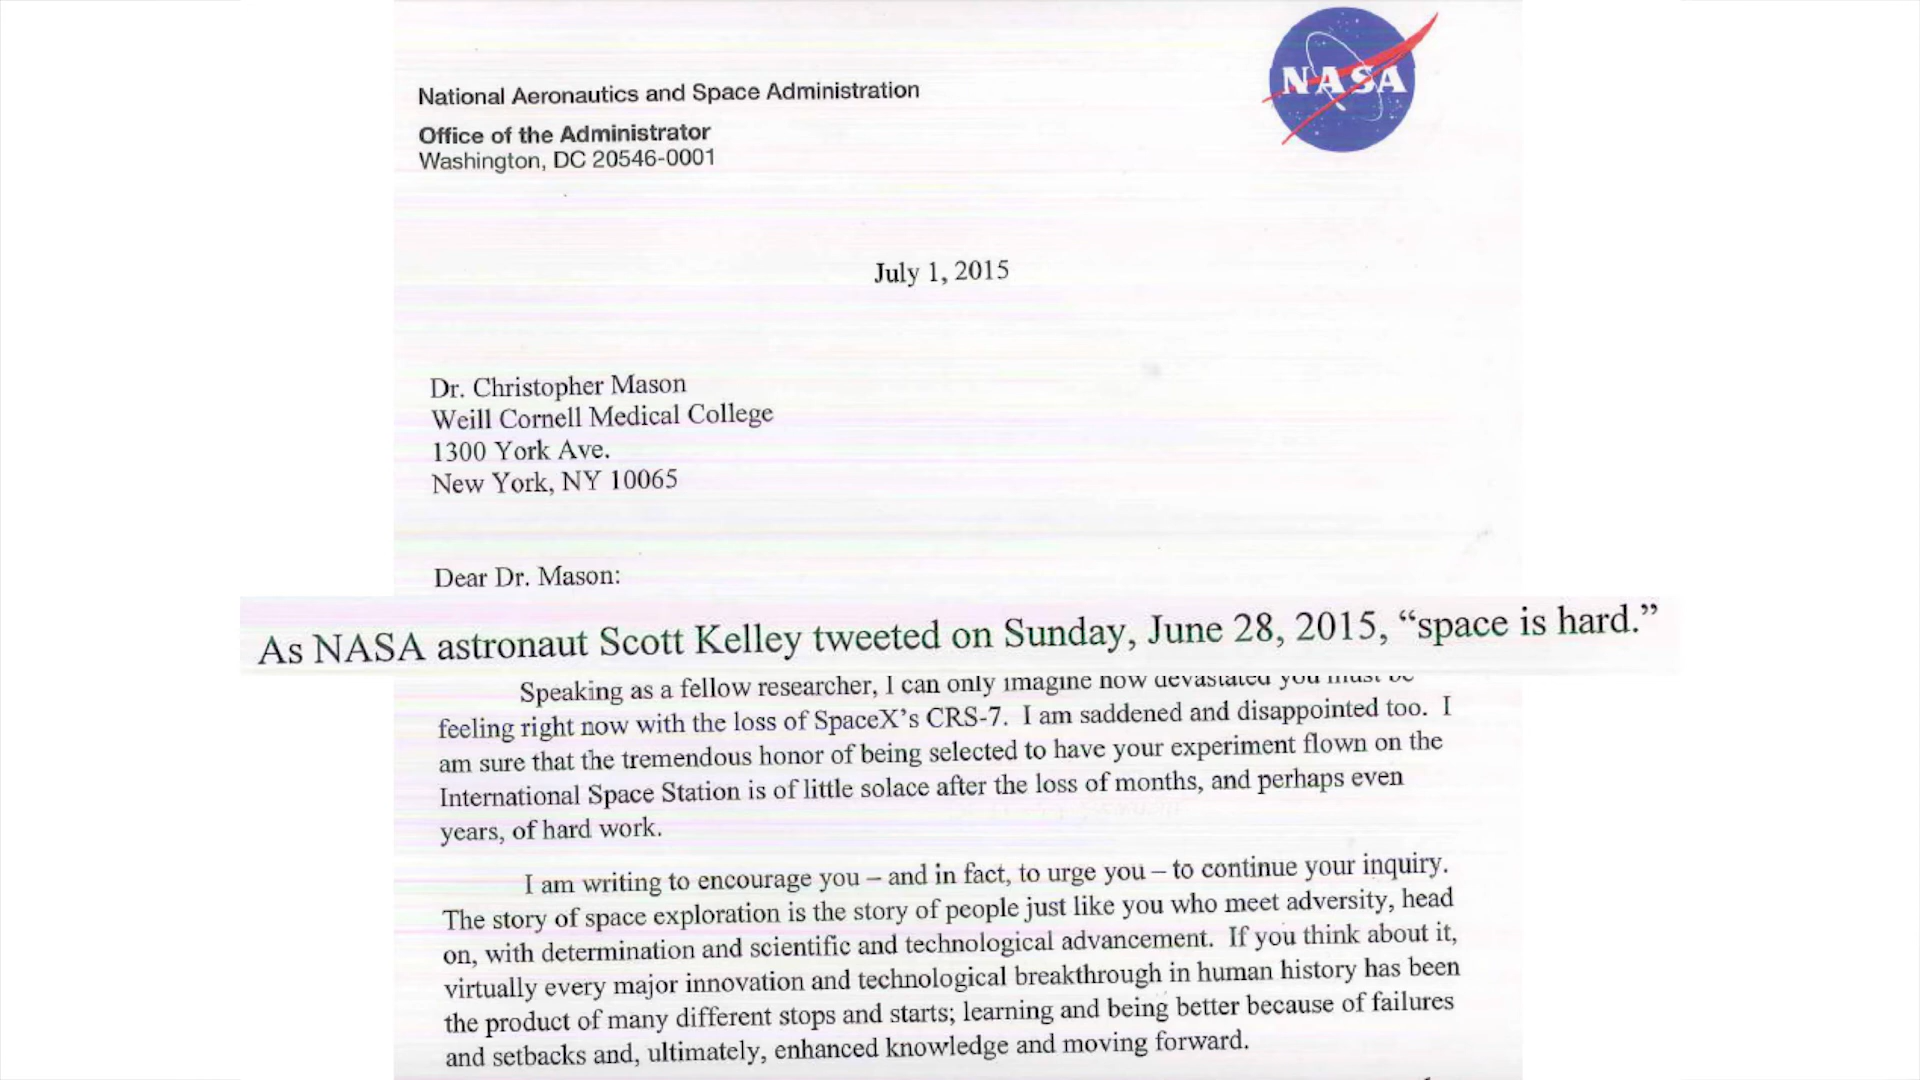 National Aeronautics and Space Administration
NASA
Office of the Administrator
Washington, DC 20546-0001
July 1, 2015
Dr. Christopher Mason
Weill Cornell Medical College
1300 York Ave.
New York, NY 10065
Dear Dr. Mason:
As NASA astronaut Scott Kelley tweeted on Sunday, June 28, 2015, “space is hard.”
Speaking as a fellow researcher, I can only imagine how devastated you must be
feeling right now with the loss of SpaceX’s CRS-7. I am saddened and disappointed too. I
am sure that the tremendous honor of being selected to have your experiment flown on the
International Space Station is of little solace after the loss of months, and perhaps even
years, of hard work.
I am writing to encourage you – and in fact, to urge you – to continue your inquiry.
The story of space exploration is the story of people just like you who meet adversity, head
on, with determination and scientific and technological advancement. If you think about it,
virtually every major innovation and technological breakthrough in human history has been
the product of many different stops and starts; learning and being better because of failures
and setbacks and, ultimately, enhanced knowledge and moving forward.